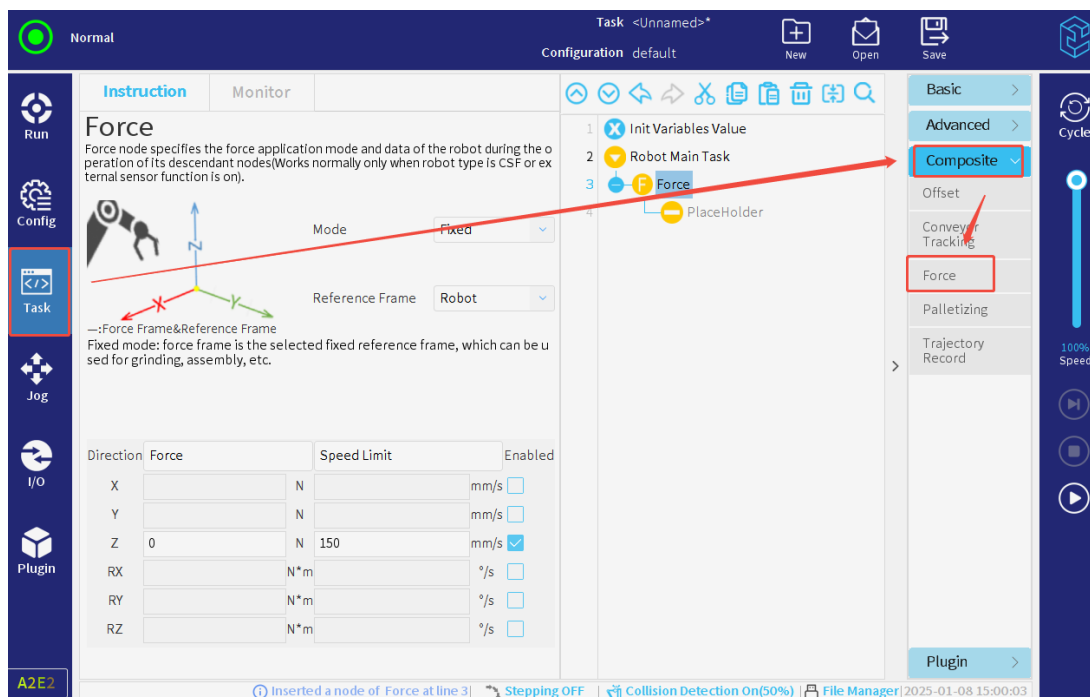 Normal
Task <Unnamed>*
Configuration default
New
Open
Save
Run
Config
Task
Jog
I/O
Plugin
A2E2
Instruction
Monitor
Force
Force node specifies the force application mode and data of the robot during the o
peration of its descendant nodes(Works normally only when robot type is CSF or ex
ternal sensor function is on).
Z
X
Y
Mode Fixed
Reference Frame Robot
—:Force Frame&Reference Frame
Fixed mode: force frame is the selected fixed reference frame, which can be u
sed for grinding, assembly, etc.
Direction Force Speed Limit Enabled
X N mm/s
Y N mm/s
Z 0 N 150 mm/s
RX N*m °/s
RY N*m °/s
RZ N*m °/s
1 Init Variables Value
2 Robot Main Task
3 F Force
4 PlaceHolder
Basic
Advanced
Composite
Offset
Conveyor
Tracking
Force
Palletizing
Trajectory
Record
Plugin
Cycle
100%
Speed
Inserted a node of Force at line 3
Stepping OFF
Collision Detection On(50%)
File Manager
2025-01-08 15:00:03